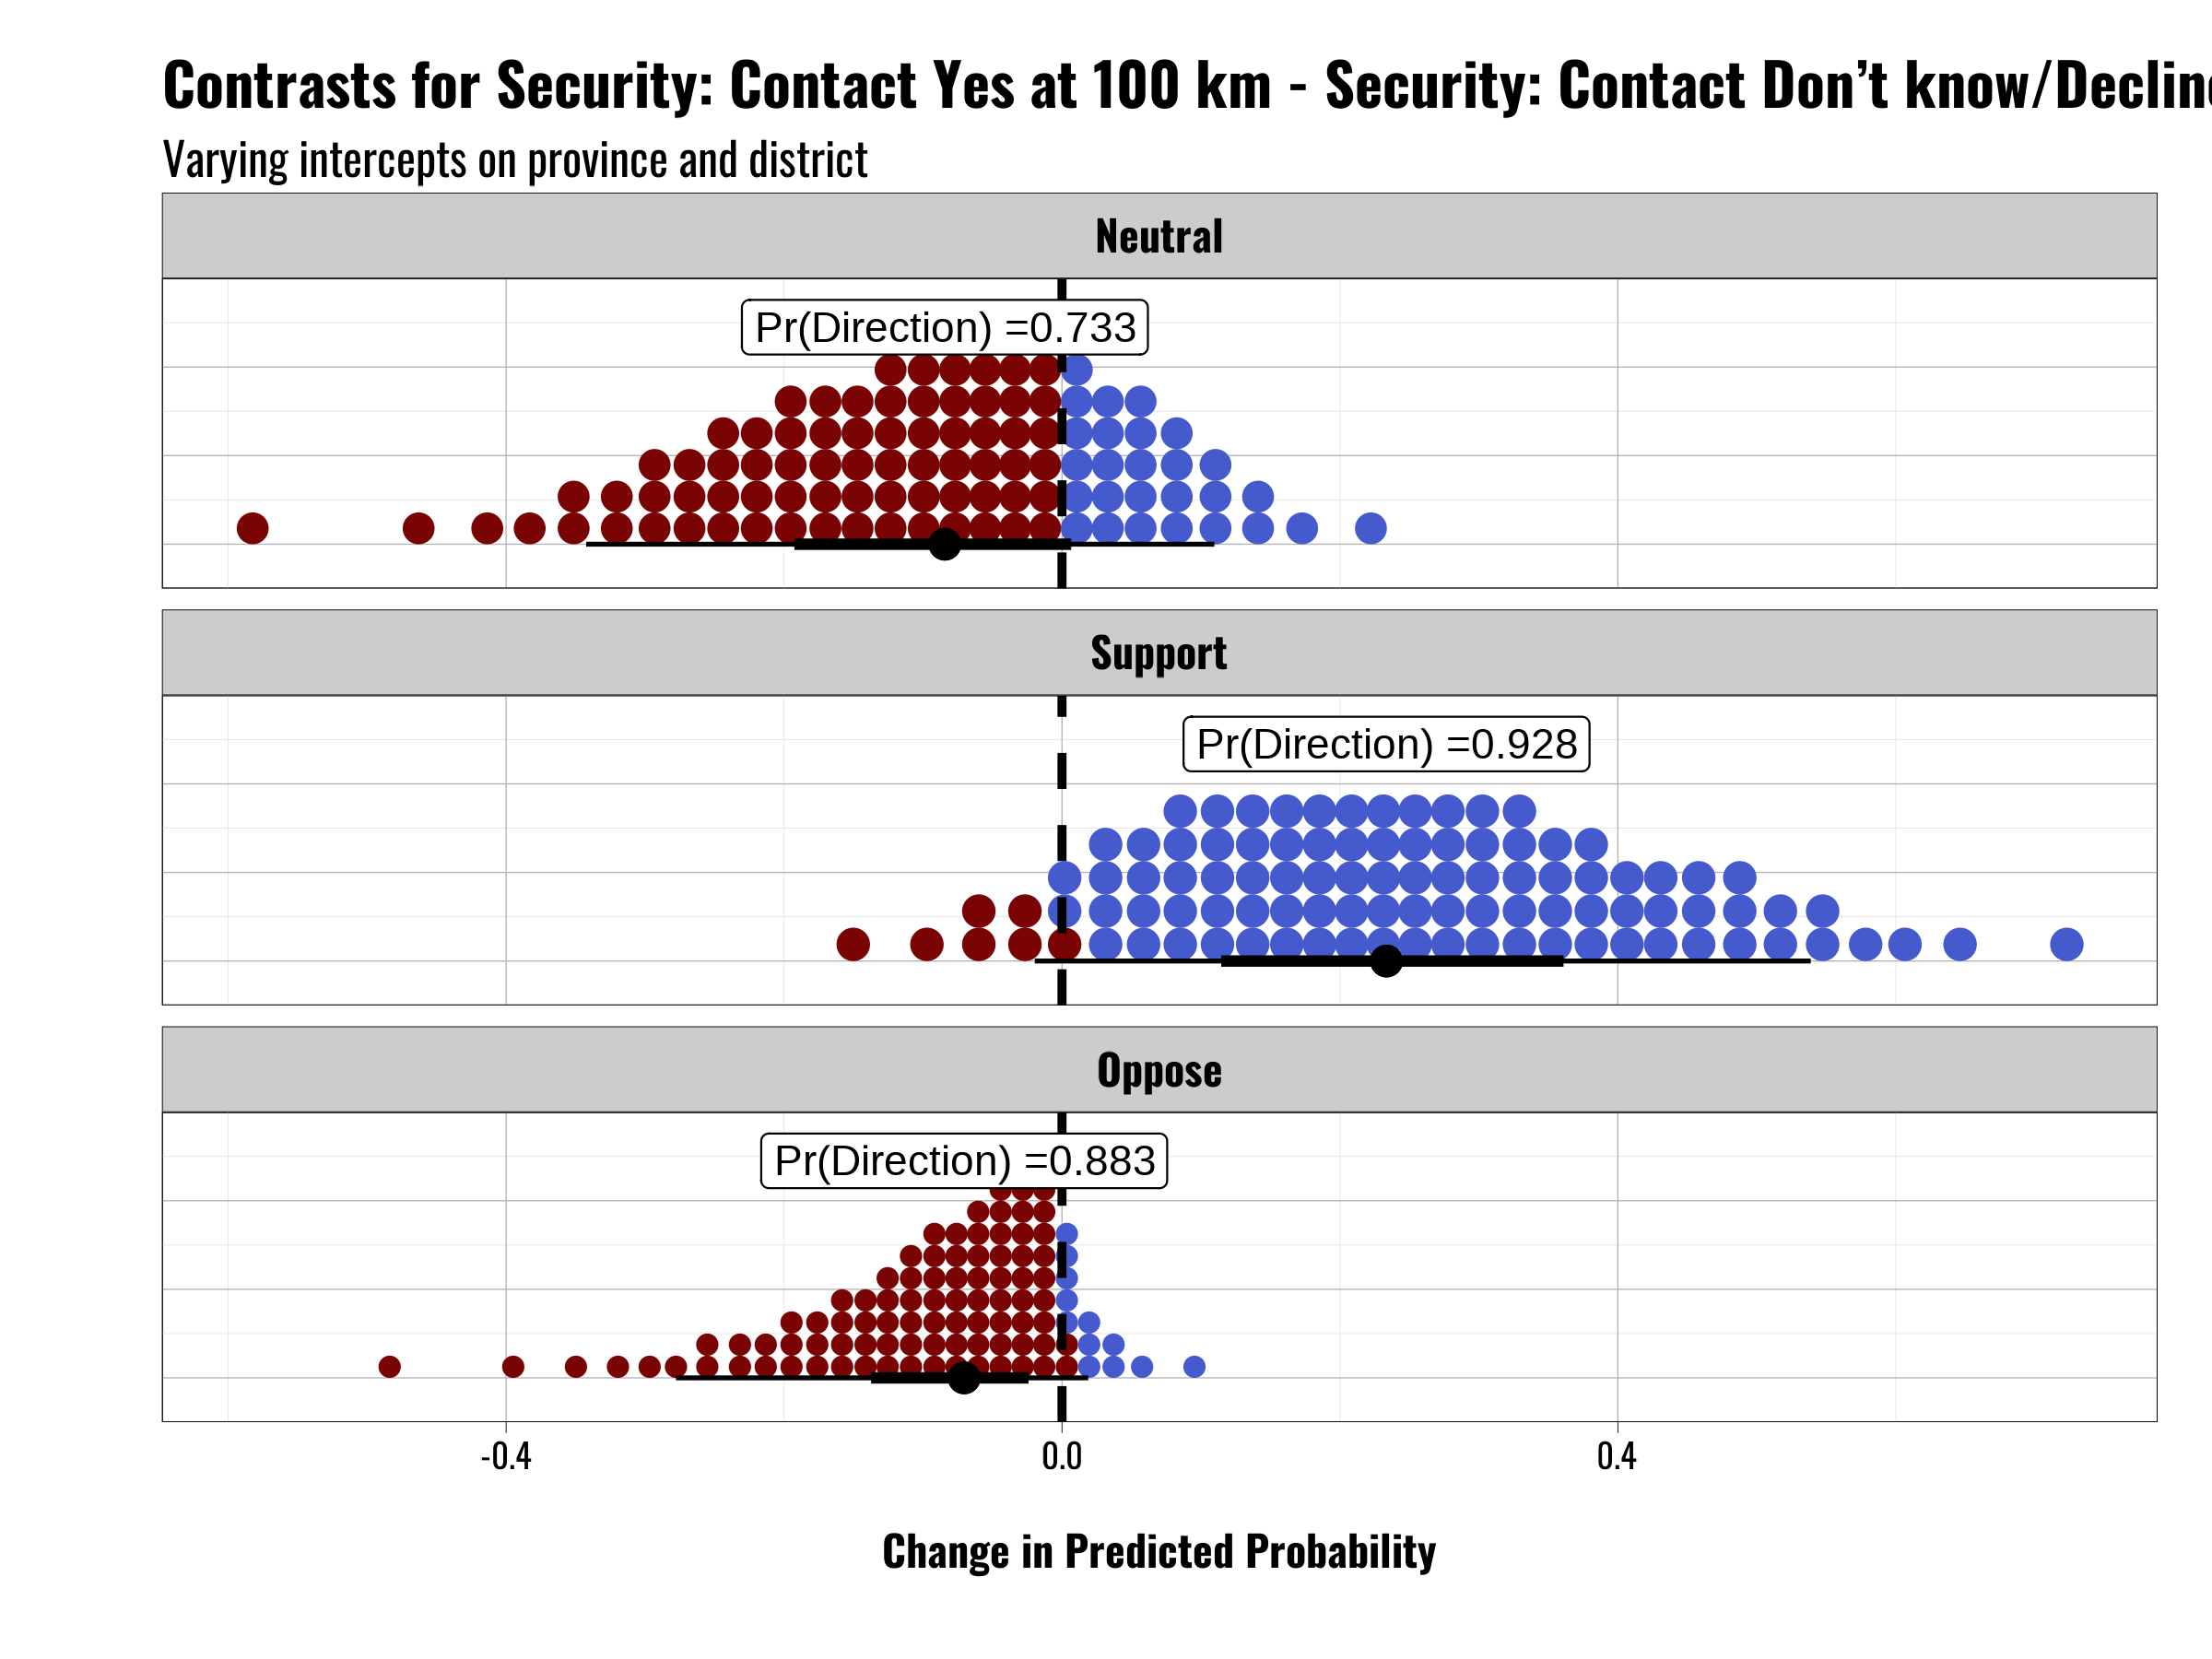 Contrasts for Security: Contact Yes at 100 km - Security: Contact Don’t know/Decline
Varying intercepts on province and district
Neutral
Pr(Direction) =0.733
Support
Pr(Direction) =0.928
Oppose
Pr(Direction) =0.883
-0.4 0.0 0.4
Change in Predicted Probability